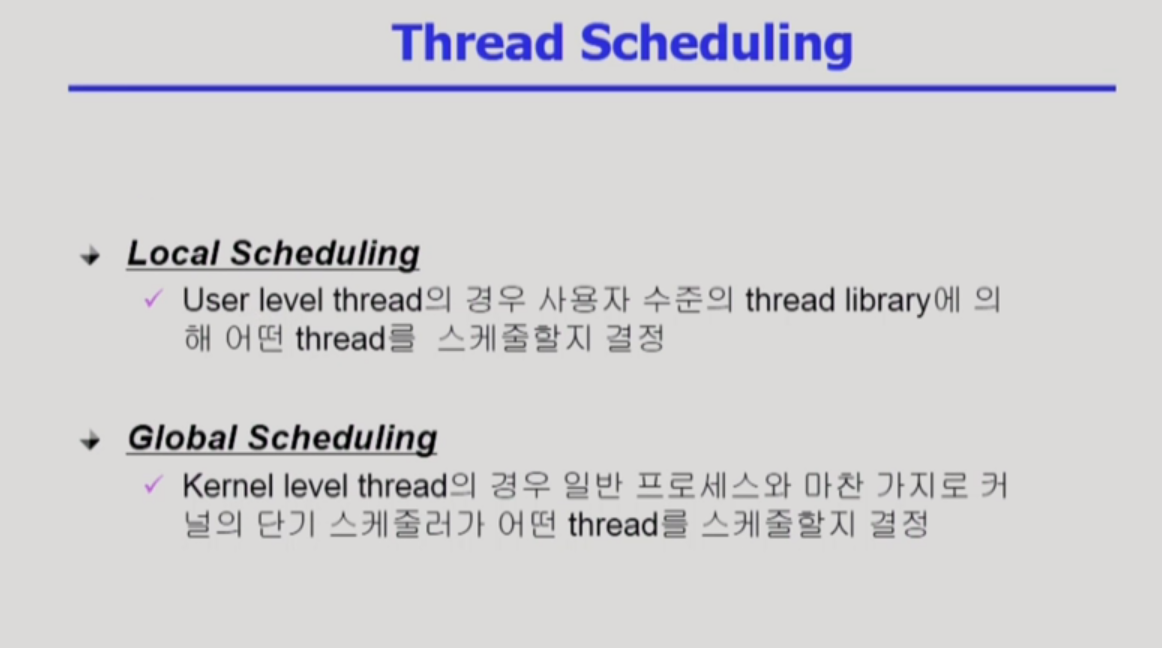 Thread Scheduling
Local Scheduling
User level thread의 경우 사용자 수준의 thread library에 의
해 어떤 thread를 스케줄할지 결정
Global Scheduling
Kernel level thread의 경우 일반 프로세스와 마찬 가지로 커
널의 단기 스케줄러가 어떤 thread를 스케줄할지 결정